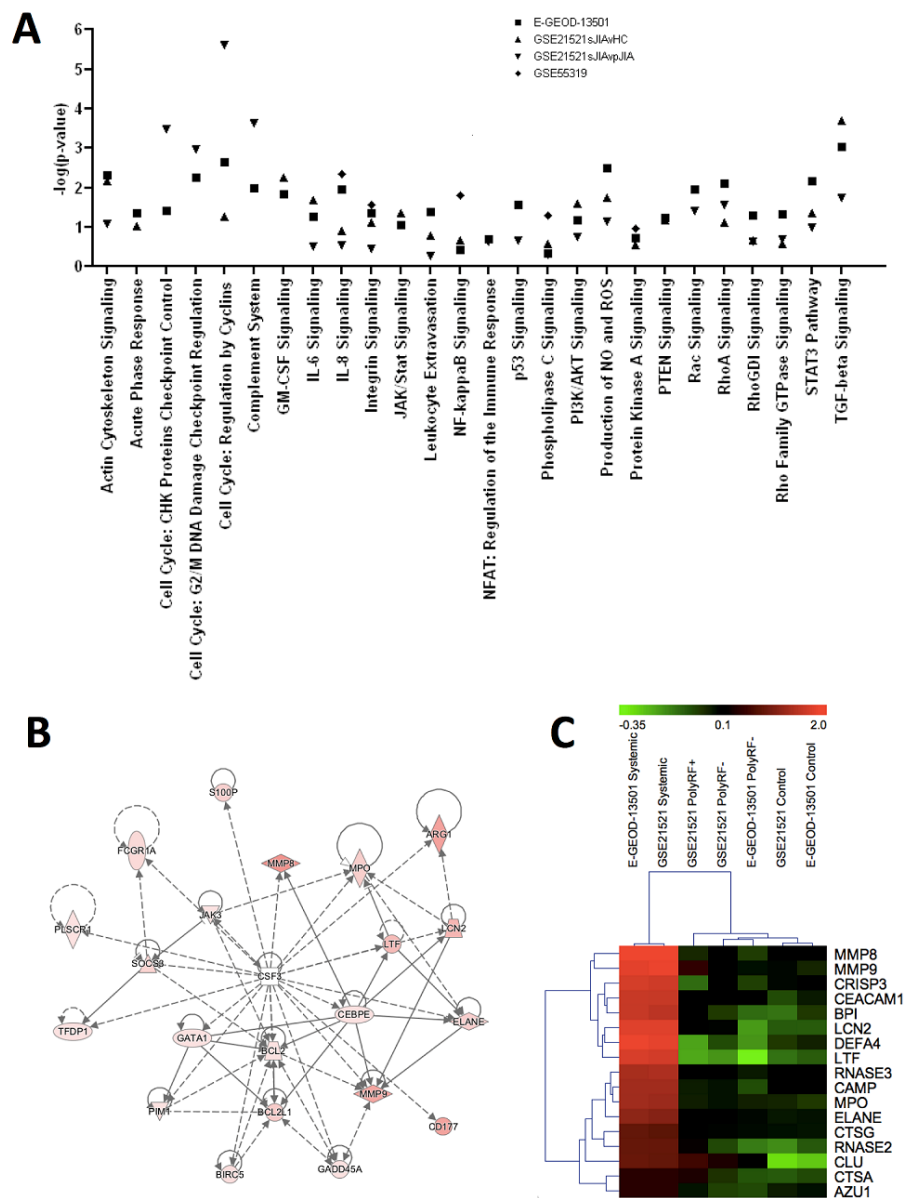 A
-log(p-value)
6
5
4
3
2
1
0
E-GEOD-13501
GSE21521sJIAvHC
GSE21521sJIAvpJIA
GSE55319
Actin Cytoskeleton Signaling
Acute Phase Response
Cell Cycle: CHK Proteins Checkpoint Control
Cell Cycle: G2/M DNA Damage Checkpoint Regulation
Cell Cycle: Regulation by Cyclins
Complement System
GM-CSF Signaling
IL-6 Signaling
IL-8 Signaling
Integrin Signaling
JAK/Stat Signaling
Leukocyte Extravasation
NF-kappaB Signaling
NFAT: Regulation of the Immune Response
p53 Signaling
Phospholipase C Signaling
PI3K/AKT Signaling
Production of NO and ROS
Protein Kinase A Signaling
PTEN Signaling
Rac Signaling
RhoA Signaling
RhoGDI Signaling
Rho Family GTPase Signaling
STAT3 Pathway
TGF-beta Signaling
B
S100P
FCGR1A
MMP8
MPO
ARG1
PLSCR1
JAK3
LCN2
LTF
SOCS3
CSF3
CEBPE
ELANE
TFDP1
GATA1
BCL2
PIM1
BCL2L1
MMP9
CD177
BIRC5
GADD45A
C
-0.35
0.1
2.0
E-GEOD-13501 Systemic
GSE21521 Systemic
GSE21521 PolyRF+
GSE21521 PolyRF-
E-GEOD-13501 PolyRF-
GSE21521 Control
E-GEOD-13501 Control
MMP8
MMP9
CRISP3
CEACAM1
BPI
LCN2
DEFA4
LTF
RNASE3
CAMP
MPO
ELANE
CTSG
RNASE2
CLU
CTSA
AZU1